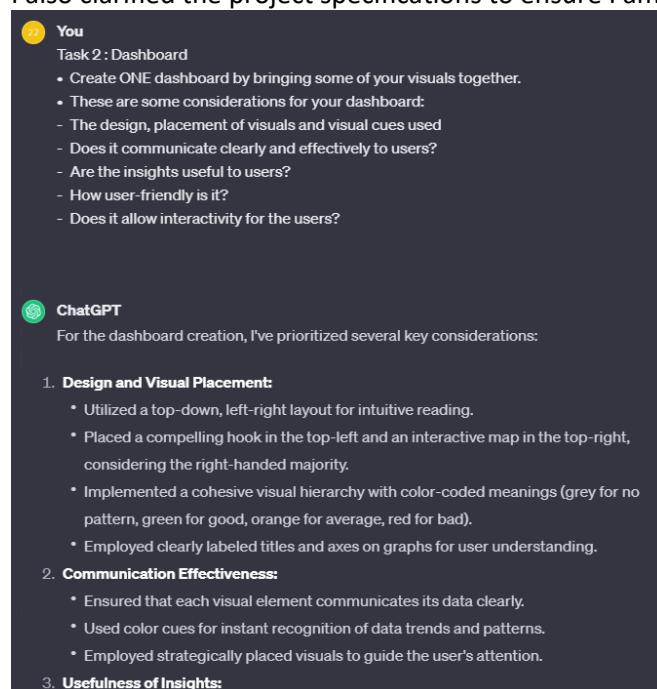 22 You
Task 2 : Dashboard
• Create ONE dashboard by bringing some of your visuals together.
• These are some considerations for your dashboard:
- The design, placement of visuals and visual cues used
- Does it communicate clearly and effectively to users?
- Are the insights useful to users?
- How user-friendly is it?
- Does it allow interactivity for the users?
ChatGPT
For the dashboard creation, I've prioritized several key considerations:
1. Design and Visual Placement:
• Utilized a top-down, left-right layout for intuitive reading.
• Placed a compelling hook in the top-left and an interactive map in the top-right,
considering the right-handed majority.
• Implemented a cohesive visual hierarchy with color-coded meanings (grey for no
pattern, green for good, orange for average, red for bad).
• Employed clearly labeled titles and axes on graphs for user understanding.
2. Communication Effectiveness:
• Ensured that each visual element communicates its data clearly.
• Used color cues for instant recognition of data trends and patterns.
• Employed strategically placed visuals to guide the user's attention.
3. Usefulness of Insights: